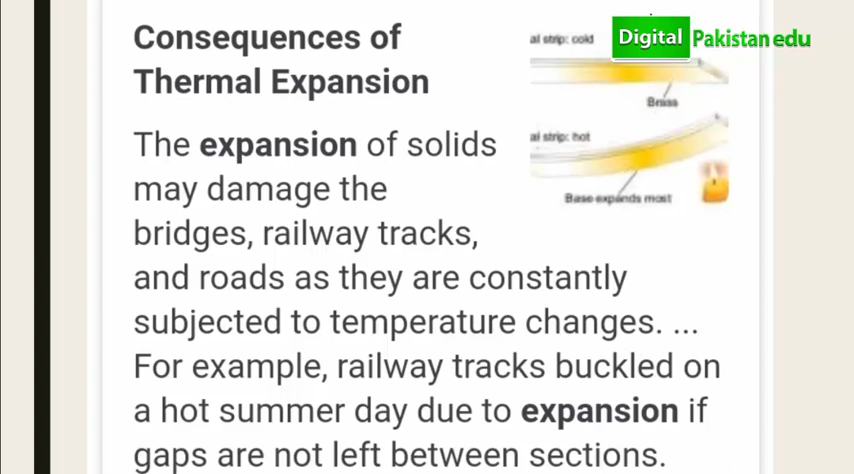 Consequences of
Thermal Expansion
The expansion of solids
may damage the
bridges, railway tracks,
and roads as they are constantly
subjected to temperature changes. ...
For example, railway tracks buckled on
a hot summer day due to expansion if
gaps are not left between sections.
al strip: cold
Brass
al strip: hot
Base expands most
Digital Pakistan edu